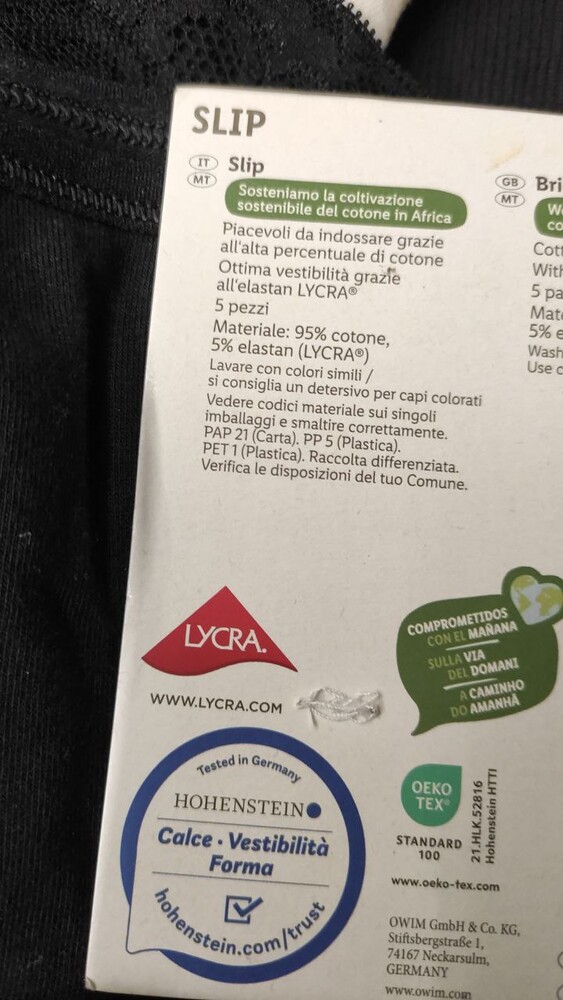 SLIP
IT
MT
Slip
Sosteniamo la coltivazione
sostenibile del cotone in Africa
Piacevoli da indossare grazie
all'alta percentuale di cotone
Ottima vestibilità grazie
all'elastan LYCRA®
5 pezzi
Materiale: 95% cotone,
5% elastan (LYCRA®)
Lavare con colori simili /
si consiglia un detersivo per capi colorati
Vedere codici materiale sui singoli
imballaggi e smaltire correttamente.
PAP 21 (Carta). PP 5 (Plastica).
PET 1 (Plastica). Raccolta differenziata.
Verifica le disposizioni del tuo Comune.
GB
MT
Bri
5 pa
5% e
Wash
Use c
LYCRA.
WWW.LYCRA.COM
COMPROMETIDOS
CON EL MAÑANA
SULLA VIA
DEL DOMANI
A CAMINHO
DO AMANHÃ
Tested in Germany
HOHENSTEIN
Calce · Vestibilità
Forma
hohenstein.com/trust
OEKO
TEX®
STANDARD
100
21.HLK.52816
Hohenstein HTTI
www.oeko-tex.com
OWIM GmbH & Co. KG,
Stiftsbergstraße 1,
74167 Neckarsulm,
GERMANY
www.owim.com